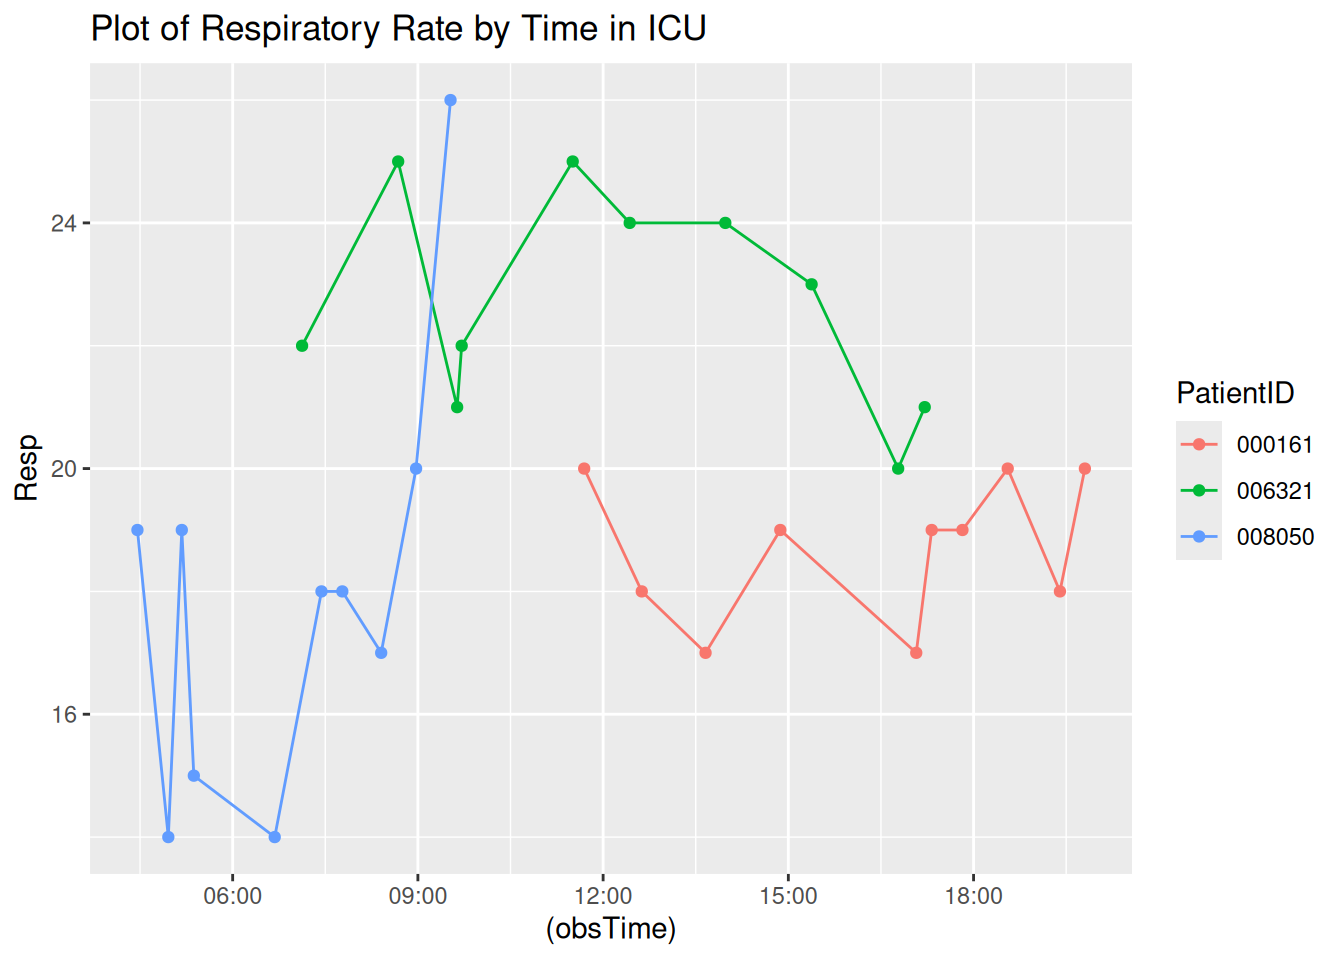 Plot of Respiratory Rate by Time in ICU
24
20
16
Resp
06:00 09:00 12:00 15:00 18:00
(obsTime)
PatientID
000161
006321
008050